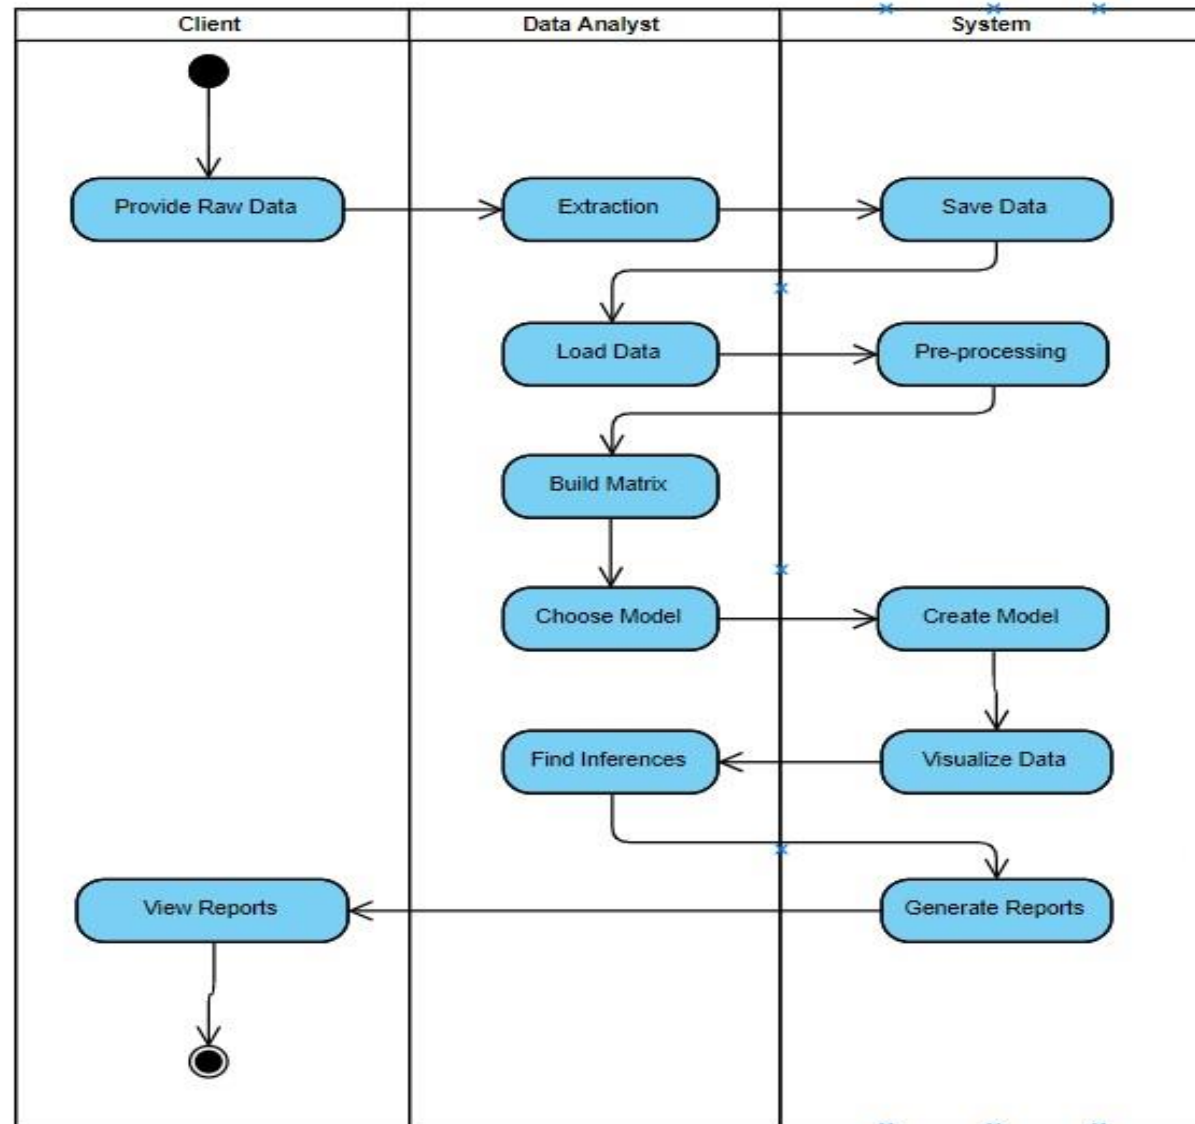 Client
Data Analyst
System
Provide Raw Data
Extraction
Save Data
Load Data
Pre-processing
Build Matrix
Choose Model
Create Model
Find Inferences
Visualize Data
View Reports
Generate Reports